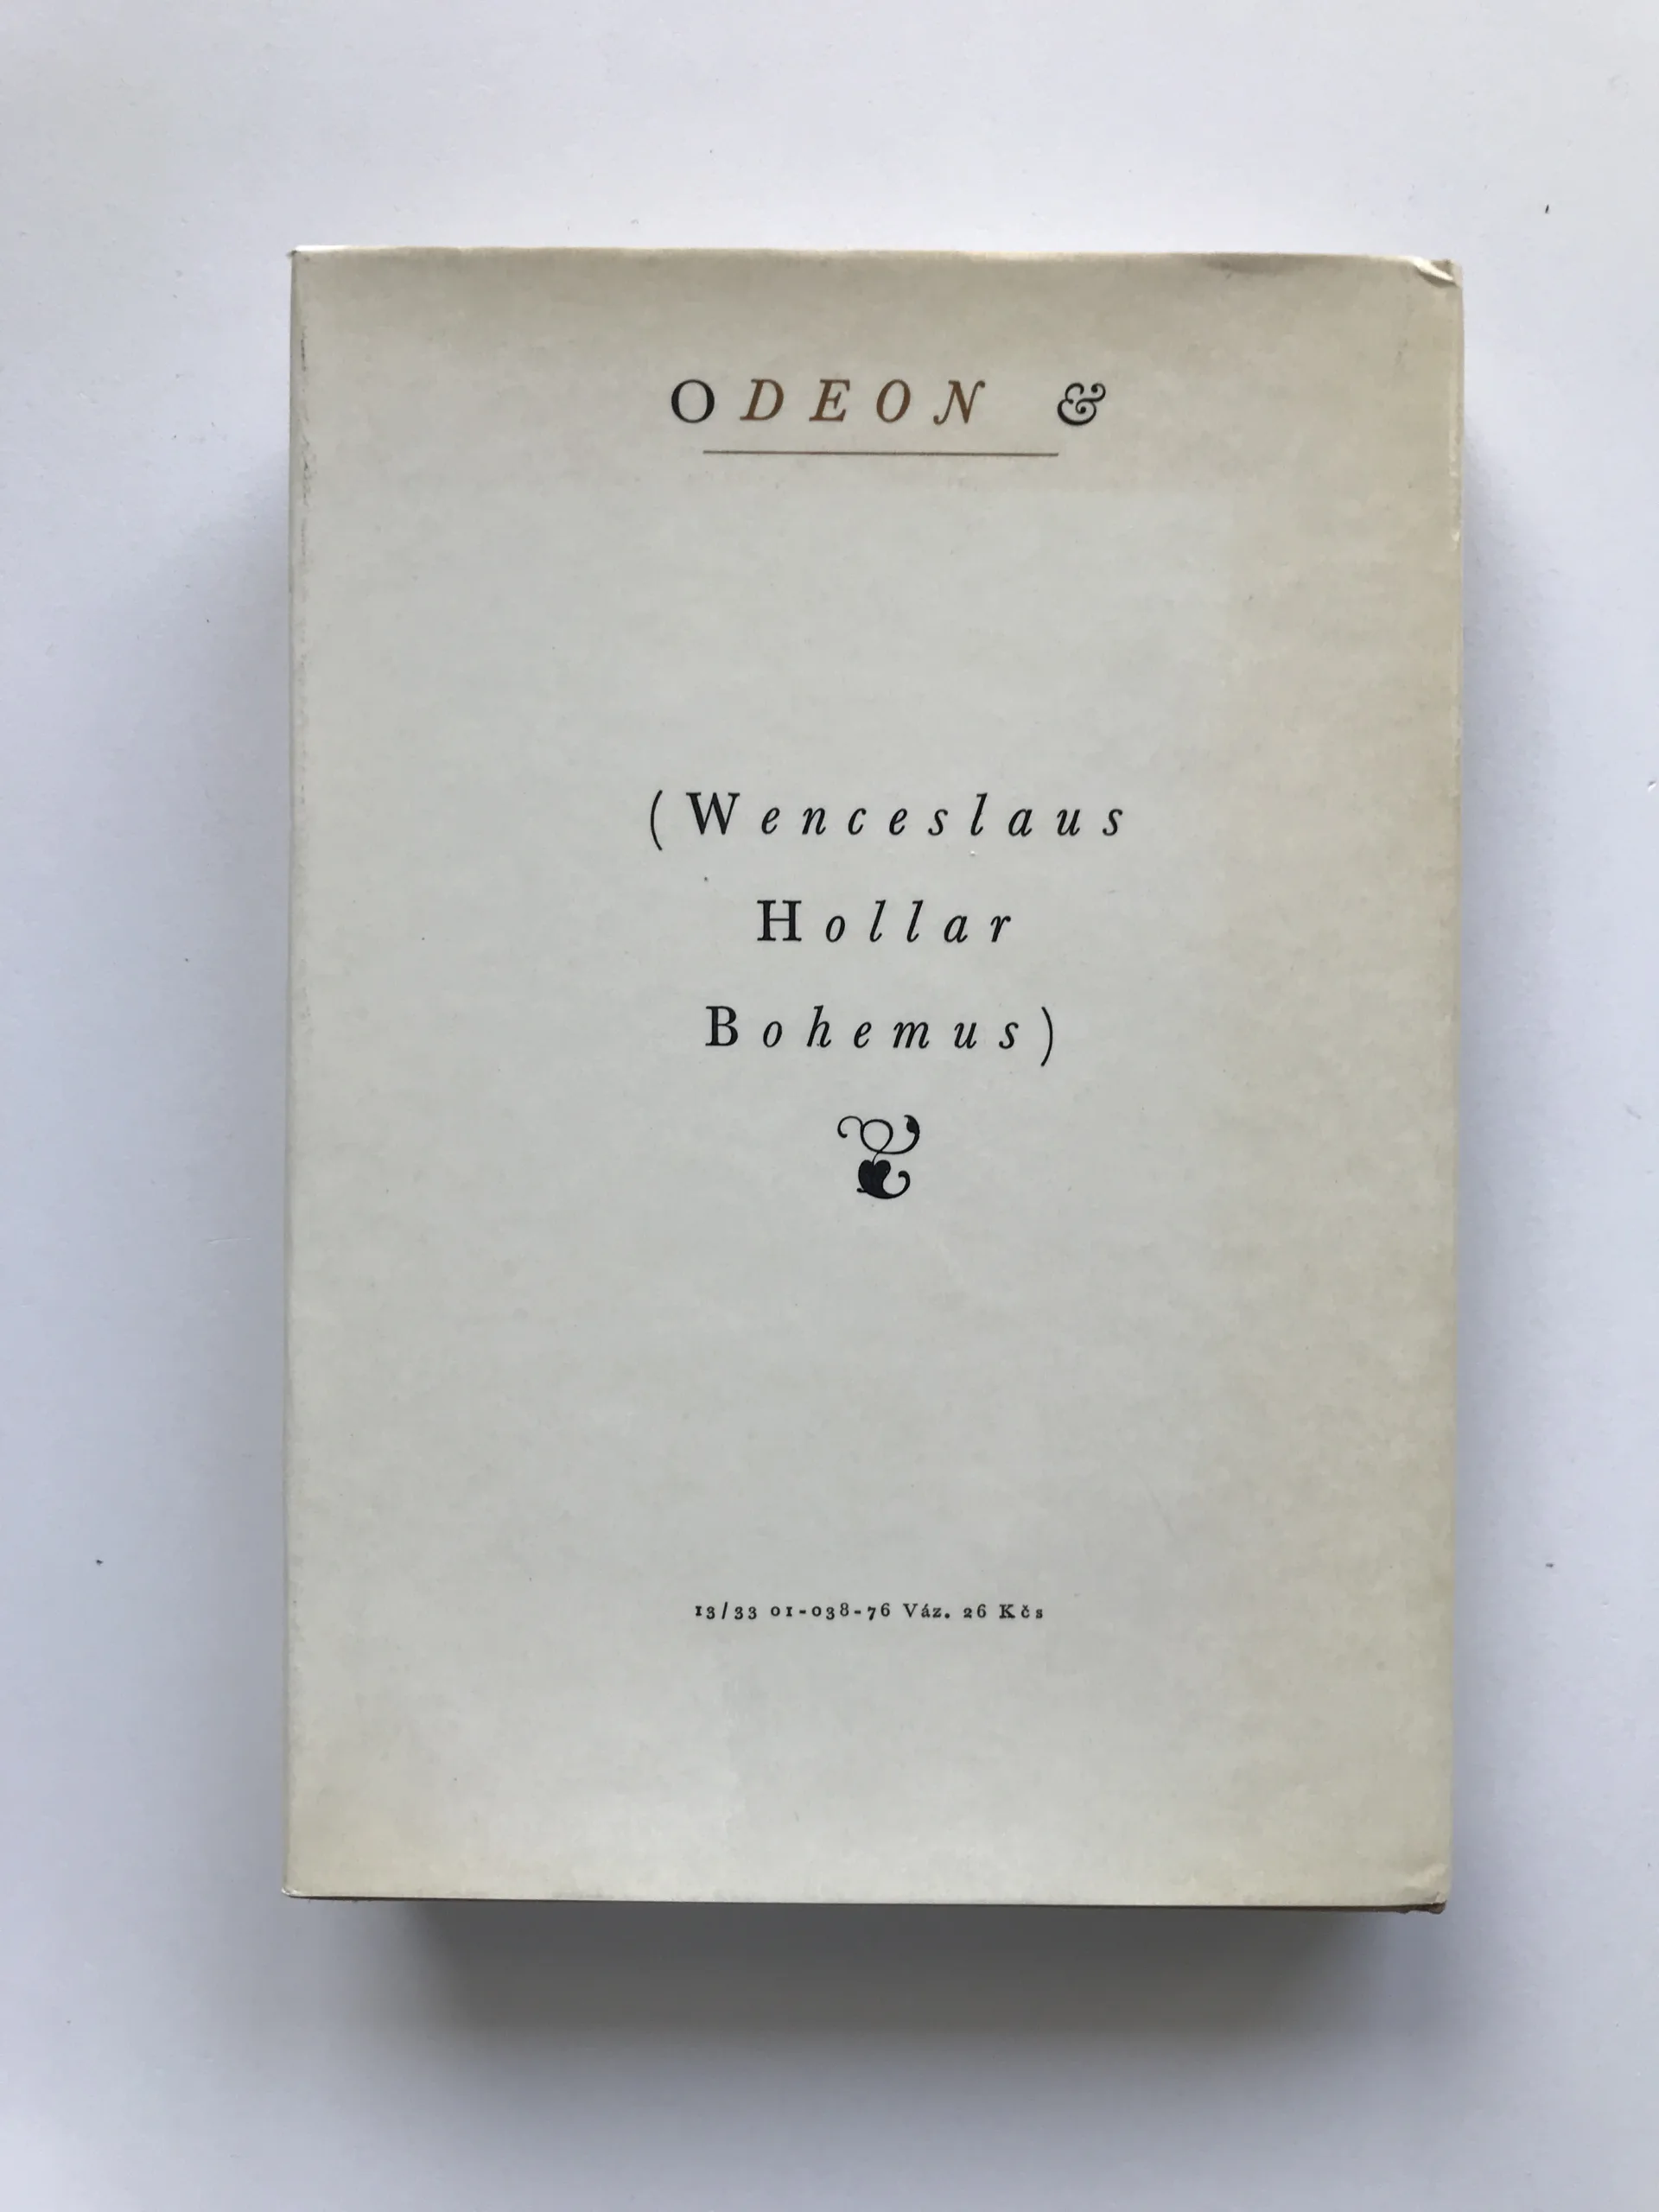 ODEON &
(Wenceslaus
Hollar
Bohemus)
13/33 01-038-76 Váz. 26 Kčs